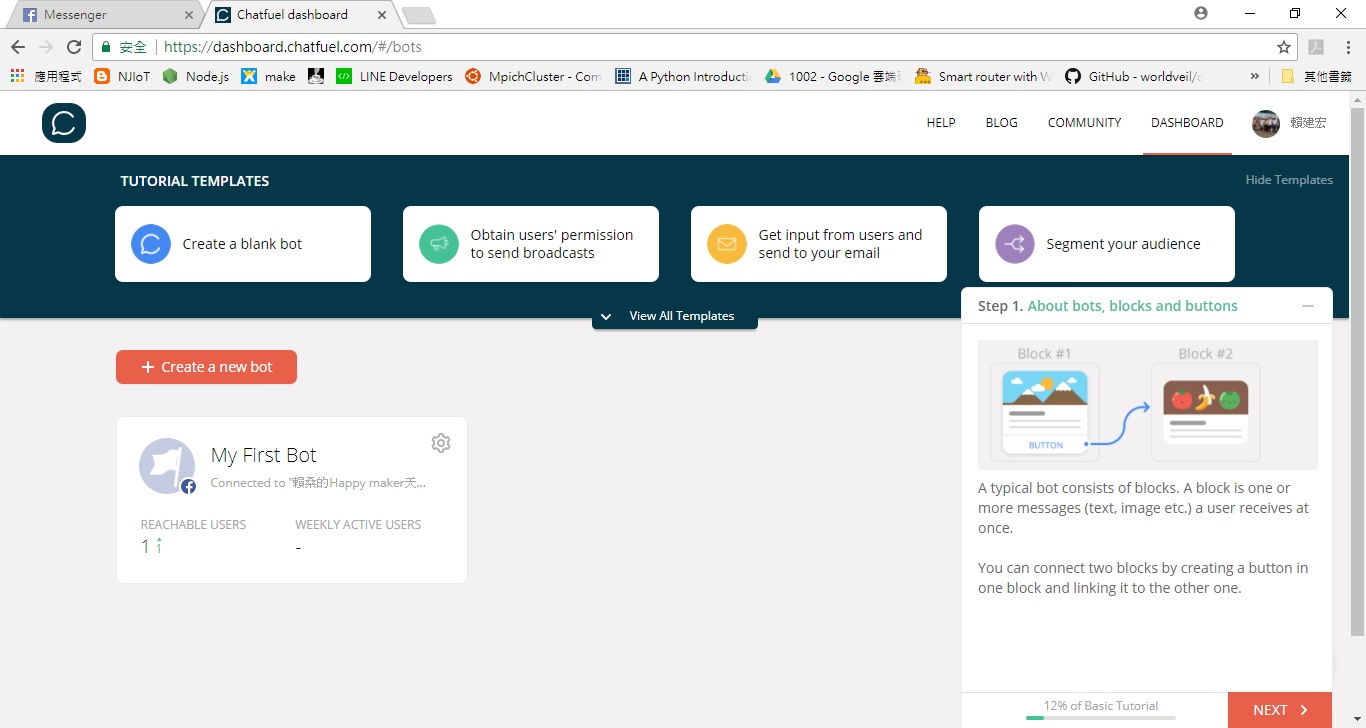 Messenger
Chatfuel dashboard
安全
https://dashboard.chatfuel.com/#/bots
應用程式
NJIoT
Node.js
make
LINE Developers
MpichCluster - Com
A Python Introductic
1002 - Google 雲端
Smart router with W
GitHub - worldveil/c
»
其他書籤
HELP
BLOG
COMMUNITY
DASHBOARD
賴建宏
TUTORIAL TEMPLATES
Hide Templates
Create a blank bot
Obtain users' permission
to send broadcasts
Get input from users and
send to your email
Segment your audience
View All Templates
+ Create a new bot
My First Bot
Connected to "賴桑的Happy maker天...
REACHABLE USERS
WEEKLY ACTIVE USERS
1 1
-
Step 1. About bots, blocks and buttons
Block #1
Block #2
BUTTON
A typical bot consists of blocks. A block is one or
more messages (text, image etc.) a user receives at
once.
You can connect two blocks by creating a button in
one block and linking it to the other one.
12% of Basic Tutorial
NEXT